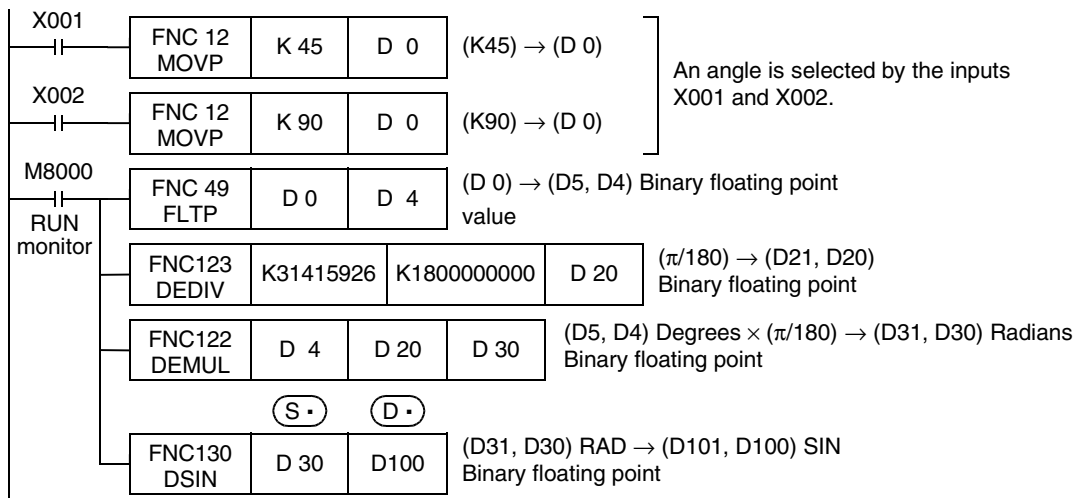 X001
FNC 12 MOVP K 45 D 0 (K45) → (D 0)
An angle is selected by the inputs X001 and X002.
X002
FNC 12 MOVP K 90 D 0 (K90) → (D 0)
M8000
RUN monitor
FNC 49 FLTP D 0 D 4 (D 0) → (D5, D4) Binary floating point value
FNC123 DEDIV K31415926 K1800000000 D 20 (π/180) → (D21, D20) Binary floating point
FNC122 DEMUL D 4 D 20 D 30 (D5, D4) Degrees × (π/180) → (D31, D30) Radians Binary floating point
S · D ·
FNC130 DSIN D 30 D100 (D31, D30) RAD → (D101, D100) SIN Binary floating point